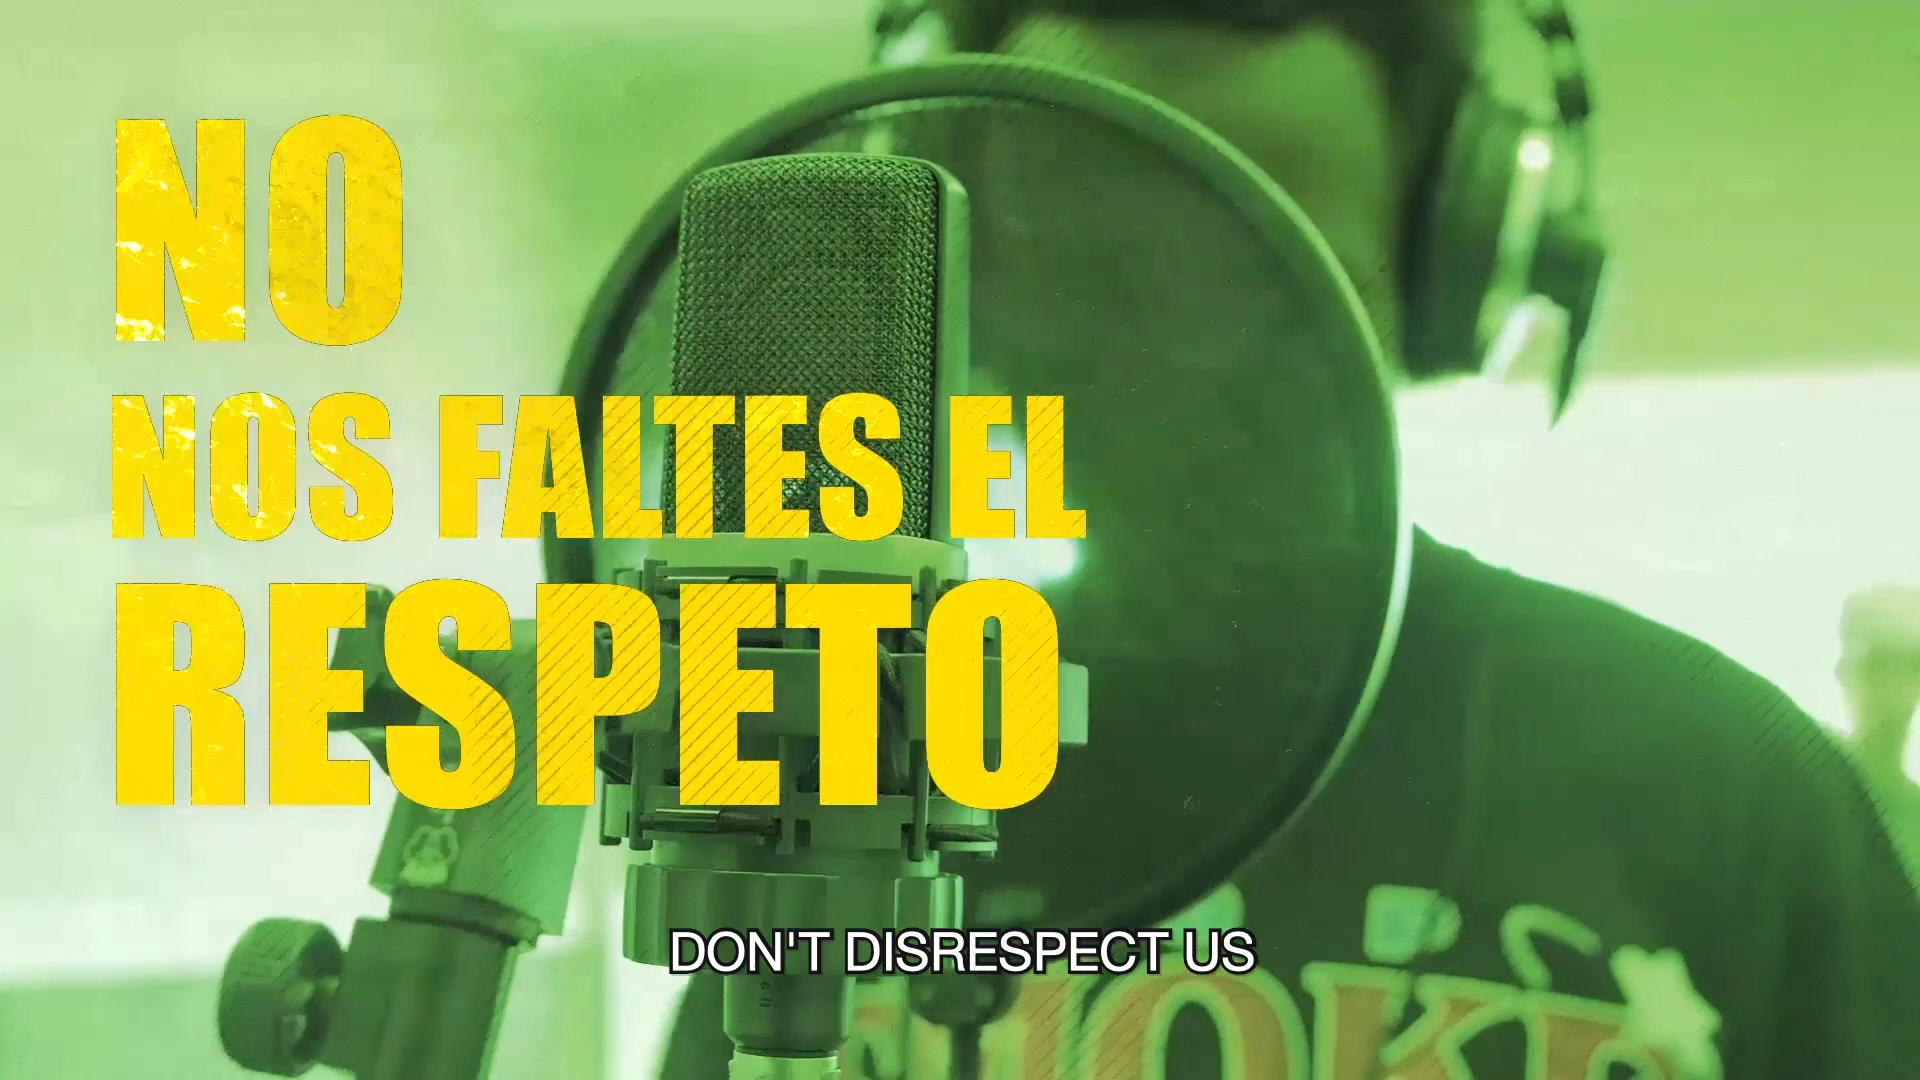 NO
NOS FALTES EL
RESPETO
DON'T DISRESPECT US